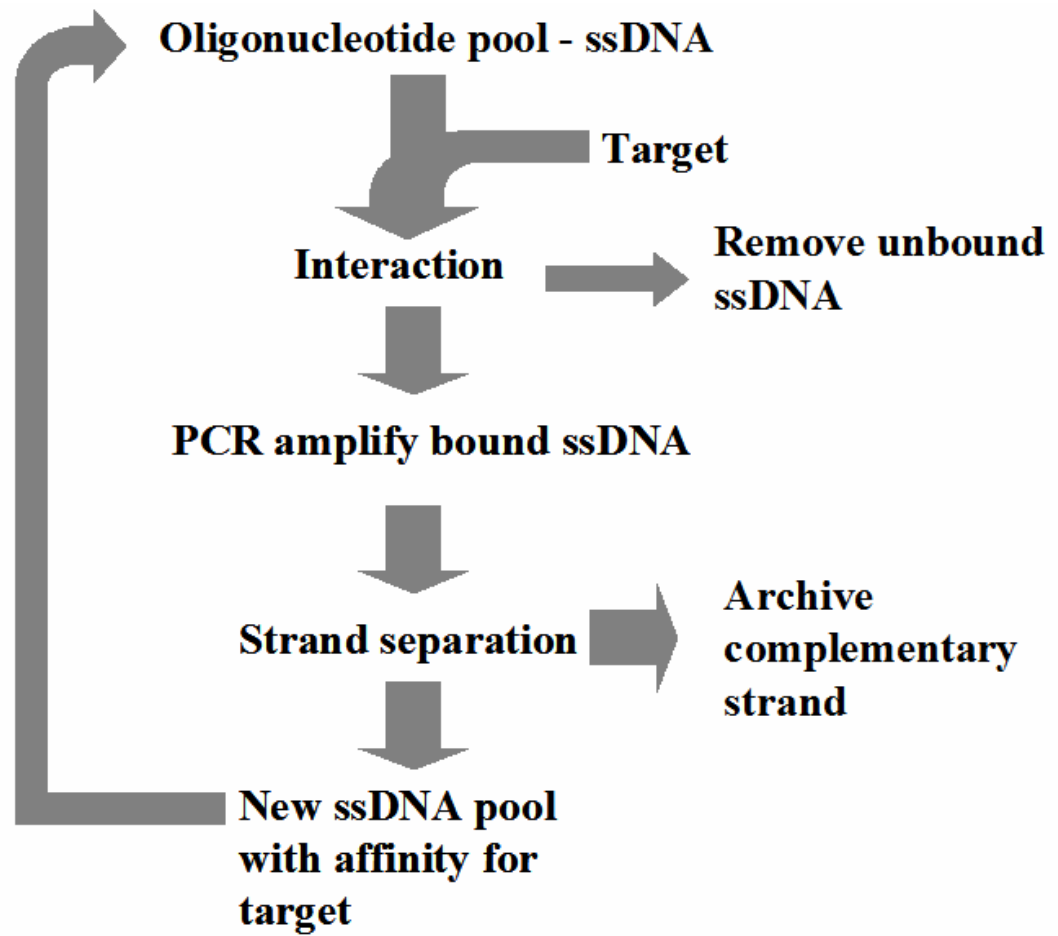 Oligonucleotide pool - ssDNA
Target
Interaction
Remove unbound
ssDNA
PCR amplify bound ssDNA
Strand separation
Archive
complementary
strand
New ssDNA pool
with affinity for
target